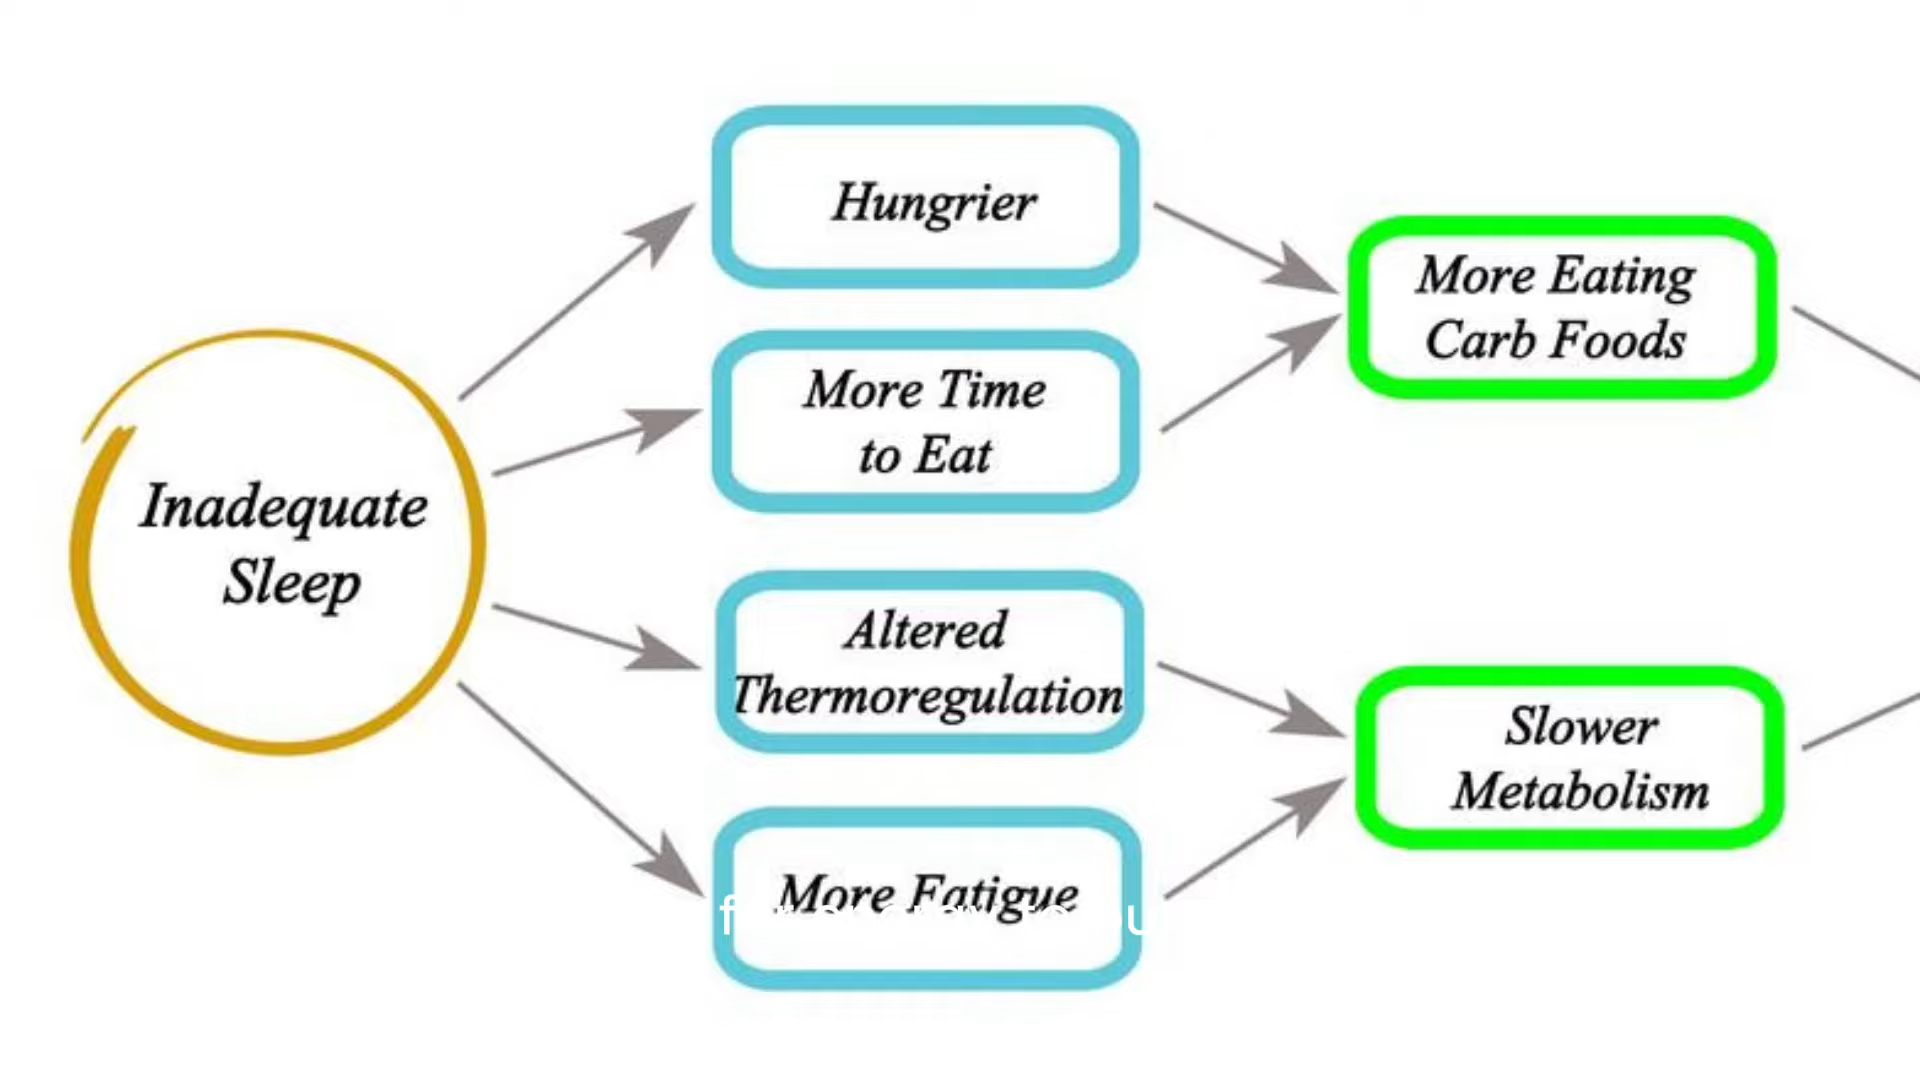 Hungrier
More Eating
Carb Foods
More Time
to Eat
Inadequate
Sleep
Altered
Thermoregulation
Slower
Metabolism
More Fatigue